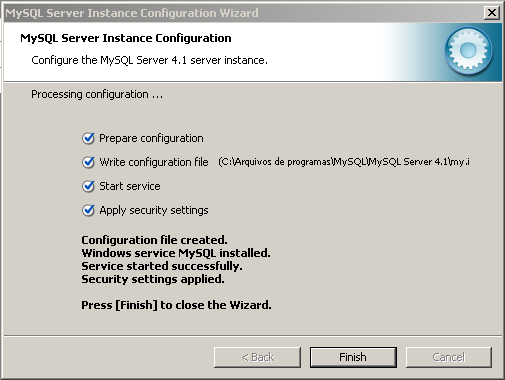 MySQL Server Instance Configuration Wizard
MySQL Server Instance Configuration
Configure the MySQL Server 4.1 server instance.
Processing configuration ...
Prepare configuration
Write configuration file (C:\Arquivos de programas\MySQL\MySQL Server 4.1\my.i
Start service
Apply security settings
Configuration file created.
Windows service MySQL installed.
Service started successfully.
Security settings applied.
Press [Finish] to close the Wizard.
< Back Finish Cancel